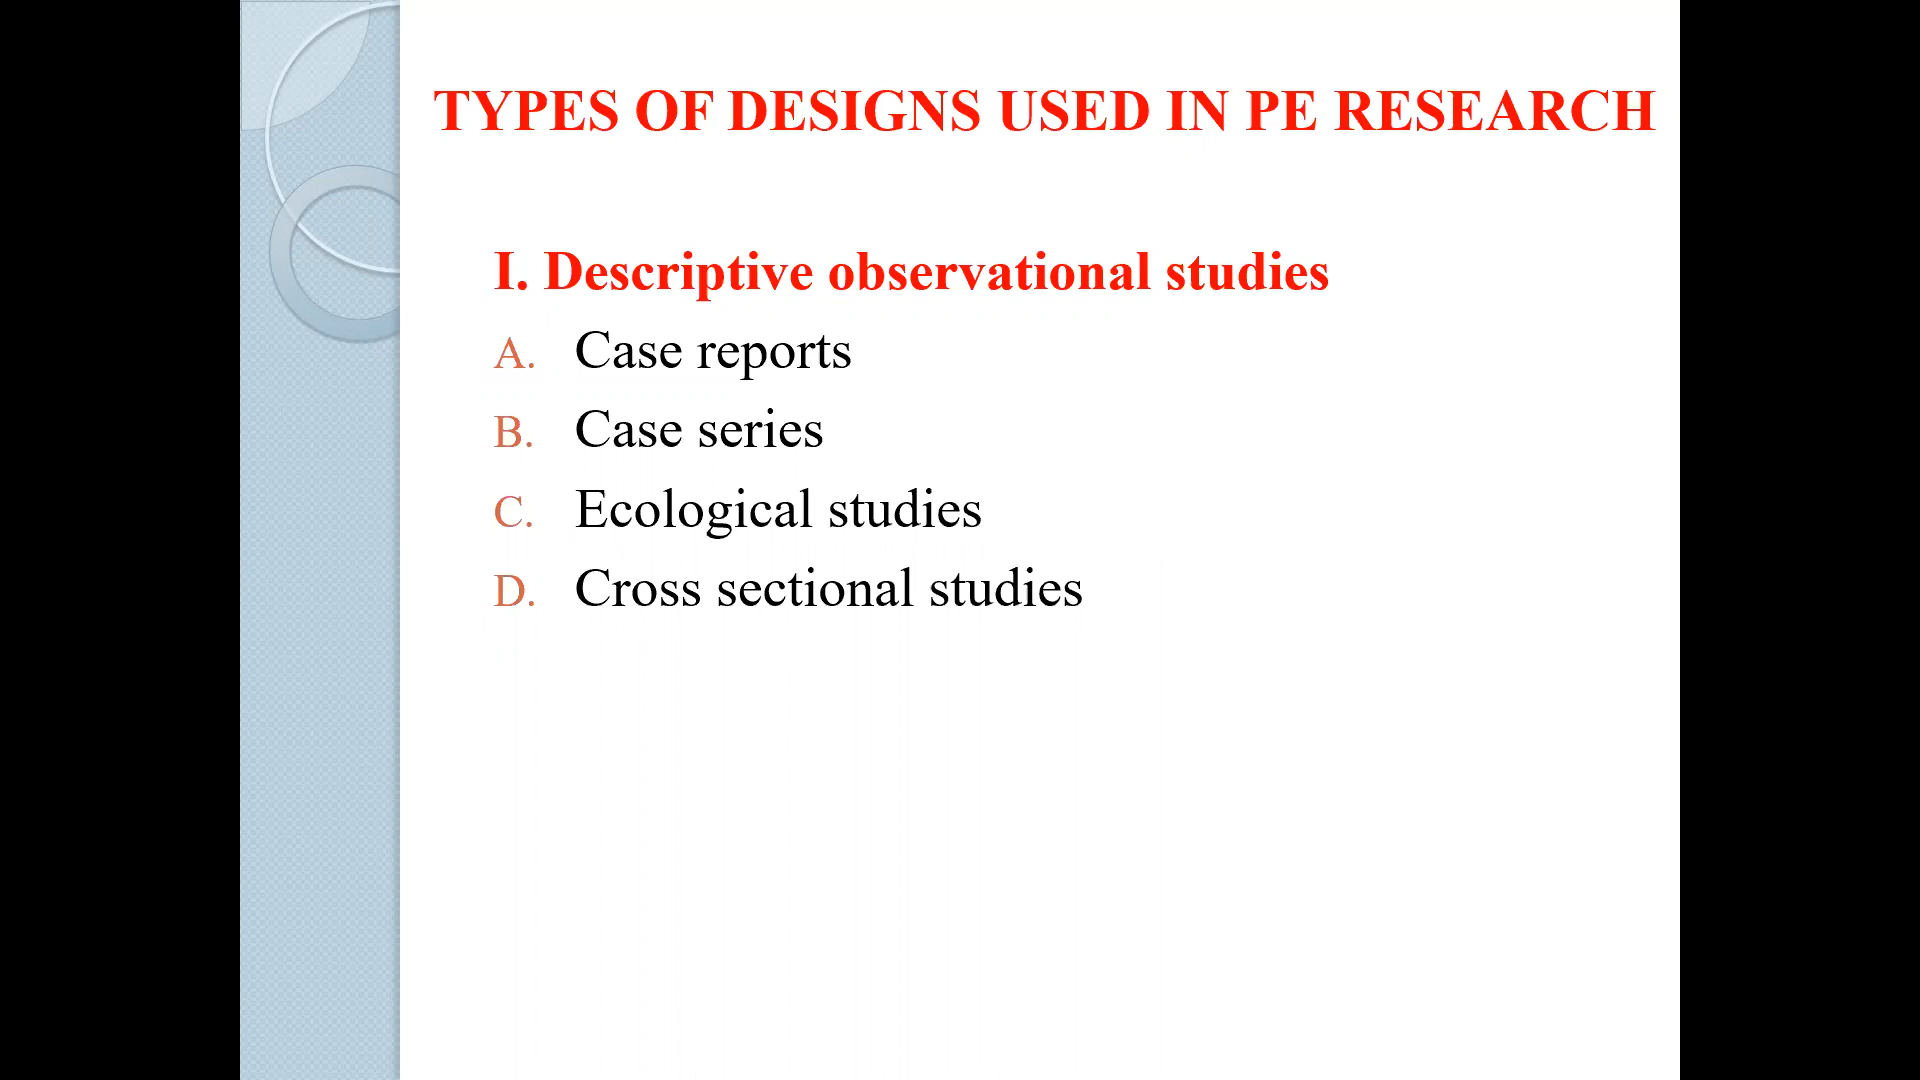 TYPES OF DESIGNS USED IN PE RESEARCH
I. Descriptive observational studies
A. Case reports
B. Case series
C. Ecological studies
D. Cross sectional studies